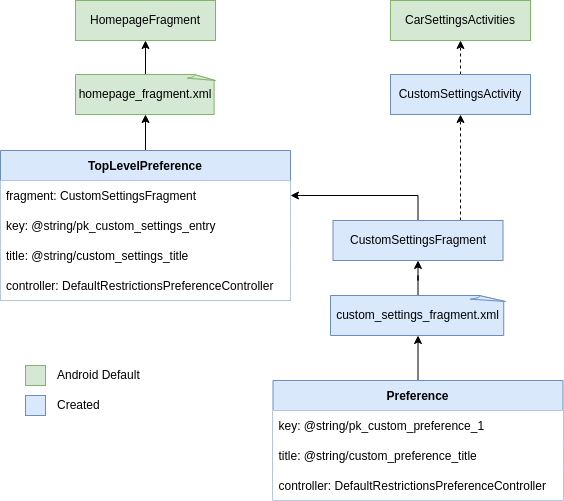 HomepageFragment
CarSettingsActivities
homepage_fragment.xml
CustomSettingsActivity
TopLevelPreference
fragment: CustomSettingsFragment
key: @string/pk_custom_settings_entry
title: @string/custom_settings_title
controller: DefaultRestrictionsPreferenceController
CustomSettingsFragment
custom_settings_fragment.xml
Android Default
Created
Preference
key: @string/pk_custom_preference_1
title: @string/custom_preference_title
controller: DefaultRestrictionsPreferenceController